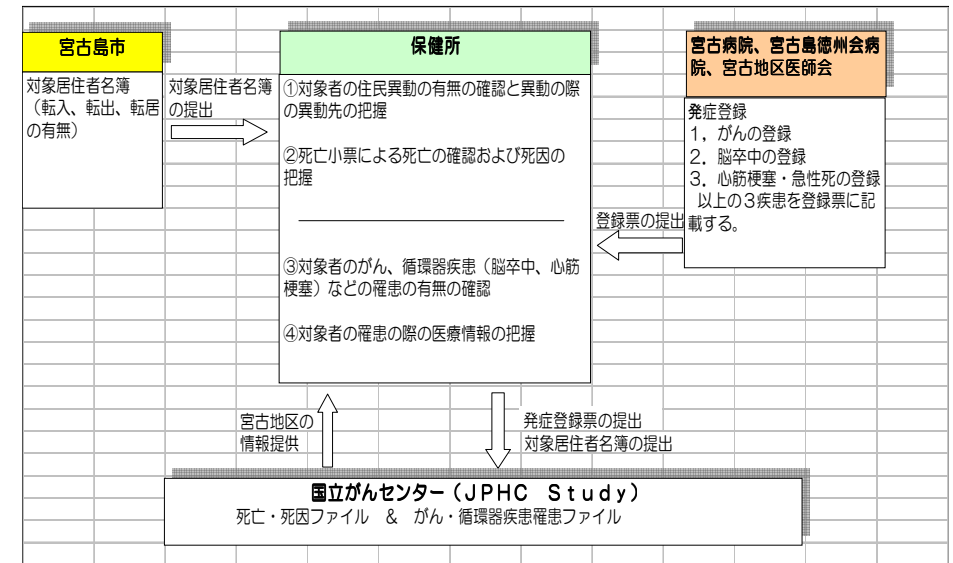 宮古島市
対象居住者名簿
（転入、転出、転居
の有無）
対象居住者名簿
の提出
保健所
①対象者の住民異動の有無の確認と異動の際
の異動先の把握
②死亡小票による死亡の確認および死因の
把握
③対象者のがん、循環器疾患（脳卒中、心筋
梗塞）などの罹患の有無の確認
④対象者の罹患の際の医療情報の把握
登録票の提出
宮古病院、宮古島徳州会病
院、宮古地区医師会
発症登録
１，がんの登録
２．脳卒中の登録
３．心筋梗塞・急性死の登録
以上の３疾患を登録票に記
載する。
宮古地区の
情報提供
発症登録票の提出
対象居住者名簿の提出
国立がんセンター（ＪＰＨＣ　Ｓｔｕｄｙ）
死亡・死因ファイル　＆　がん・循環器疾患罹患ファイル